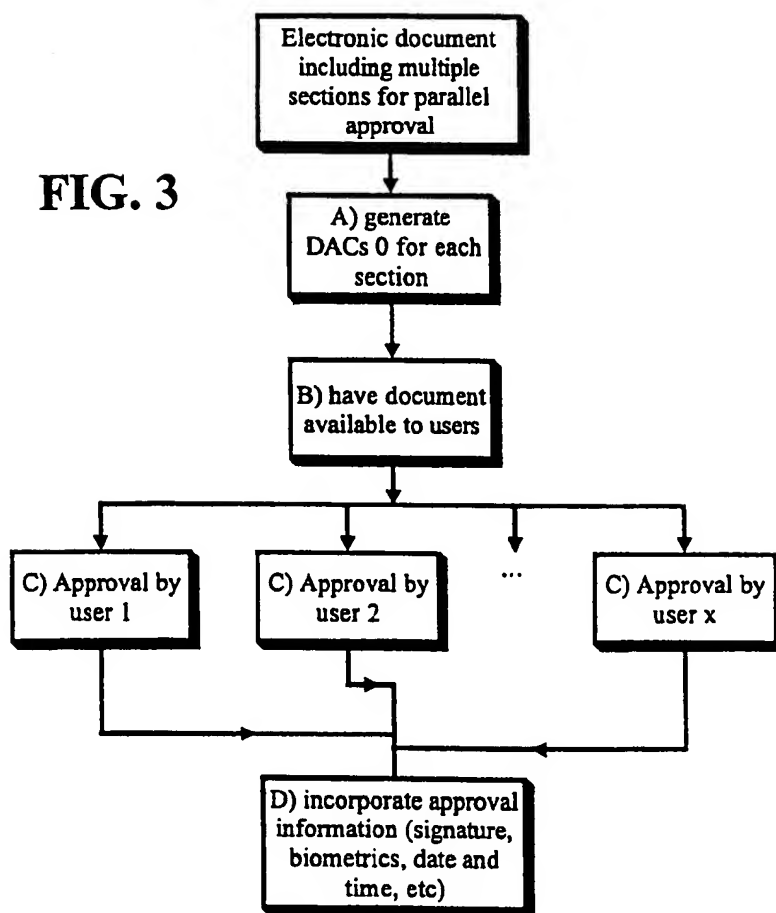 Electronic document
including multiple
sections for parallel
approval
FIG. 3
A) generate
DACs 0 for each
section
B) have document
available to users
C) Approval by
user 1
C) Approval by
user 2
...
C) Approval by
user x
D) incorporate approval
information (signature,
biometrics, date and
time, etc)